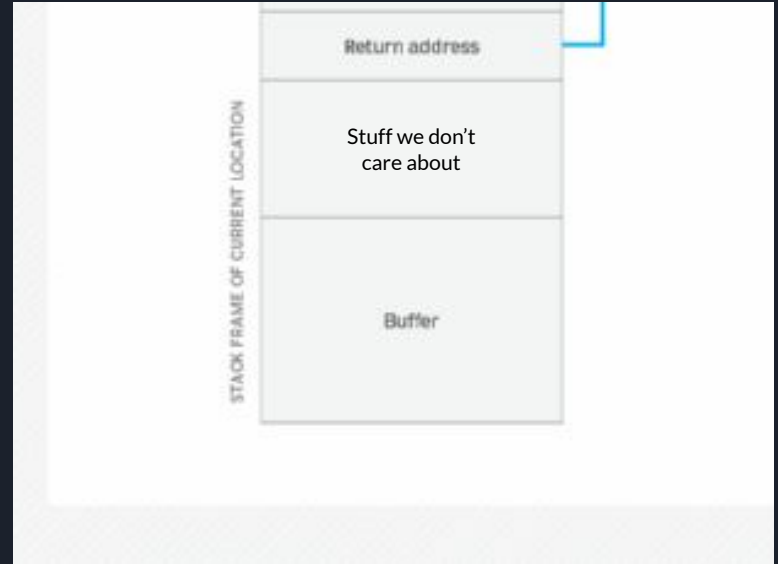 Return address
Stuff we don’t
care about
STACK FRAME OF CURRENT LOCATION
Buffer